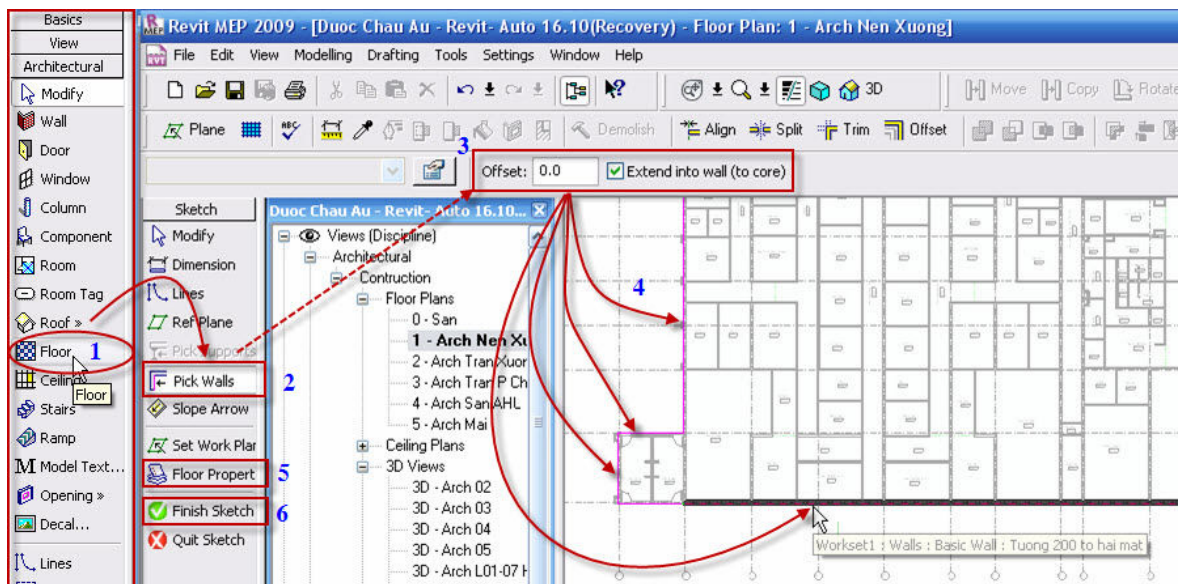 Basics
View
Architectural
Modify
Wall
Door
Window
Column
Component
Room
Room Tag
Roof »
Floor
1
Ceiling
Floor
Stairs
Ramp
Model Text...
Opening »
Decal...
Lines
Revit MEP 2009 - [Duoc Chau Au - Revit- Auto 16.10(Recovery) - Floor Plan: 1 - Arch Nen Xuong]
File Edit View Modelling Drafting Tools Settings Window Help
3D Move Copy Rotate
Plane Demolish Align Split Trim Offset
3
Offset: 0.0 Extend into wall (to core)
Sketch
Modify
Dimension
Lines
Ref Plane
Pick Supports
Pick Walls
2
Slope Arrow
Set Work Plan
Floor Propert
5
Finish Sketch
6
Quit Sketch
Duoc Chau Au - Revit- Auto 16.10...
Views (Discipline)
Architectural
Contruction
Floor Plans
0 - San
1 - Arch Nen Xu
2 - Arch Tran Xuor
3 - Arch Tran P Ch
4 - Arch San AHL
5 - Arch Mai
Ceiling Plans
3D Views
3D - Arch 02
3D - Arch 03
3D - Arch 04
3D - Arch 05
3D - Arch L01-07 H
4
Workset1 : Walls : Basic Wall : Tuong 200 to hai mat